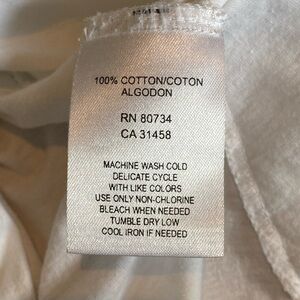 100% COTTON/COTON
ALGODON
RN 80734
CA 31458
MACHINE WASH COLD
DELICATE CYCLE
WITH LIKE COLORS
USE ONLY NON-CHLORINE
BLEACH WHEN NEEDED
TUMBLE DRY LOW
COOL IRON IF NEEDED